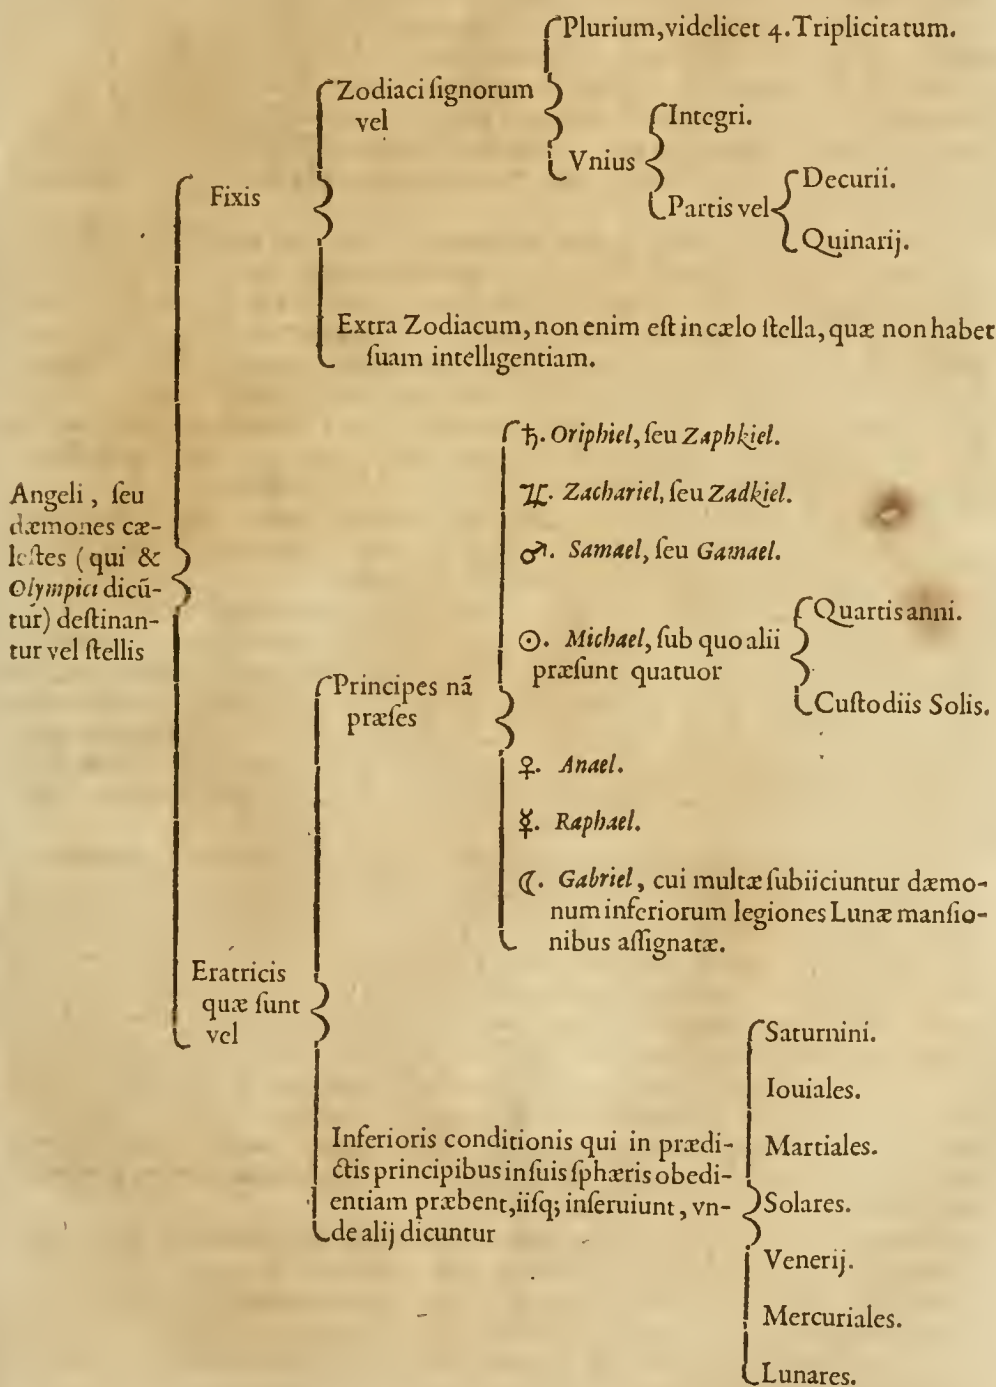 Angeli, ſeu
dæmones cæ-
leſtes (qui &
Olympici dicũ-
tur) deſtinan-
tur vel ſtellis
Fixis
Zodiaci ſignorum
vel
Plurium, videlicet 4. Triplicitatum.
Vnius
Integri.
Partis vel
Decurii.
Quinarij.
Extra Zodiacum, non enim eſt in cælo ſtella, quæ non habet
ſuam intelligentiam.
Eraticis
quæ ſunt
vel
Principes nã
præſes
♄. Oriphiel, ſeu Zaphkiel.
♃. Zachariel, ſeu Zadkiel.
♂. Samael, ſeu Gamael.
☉. Michael, ſub quo alii
præſunt quatuor
Quartis anni.
Cuſtodiis Solis.
♀. Anael.
☿. Raphael.
☾. Gabriel, cui multæ ſubiiciuntur dæmo-
num inferiorum legiones Lunæ manſio-
nibus aſſignatæ.
Inferioris conditionis qui in prædi-
ctis principibus in ſuis ſphæris obedi-
entiam præbent, iiſq; inſeruiunt, vn-
de alij dicuntur
Saturnini.
Iouiales.
Martiales.
Solares.
Venerij.
Mercuriales.
Lunares.